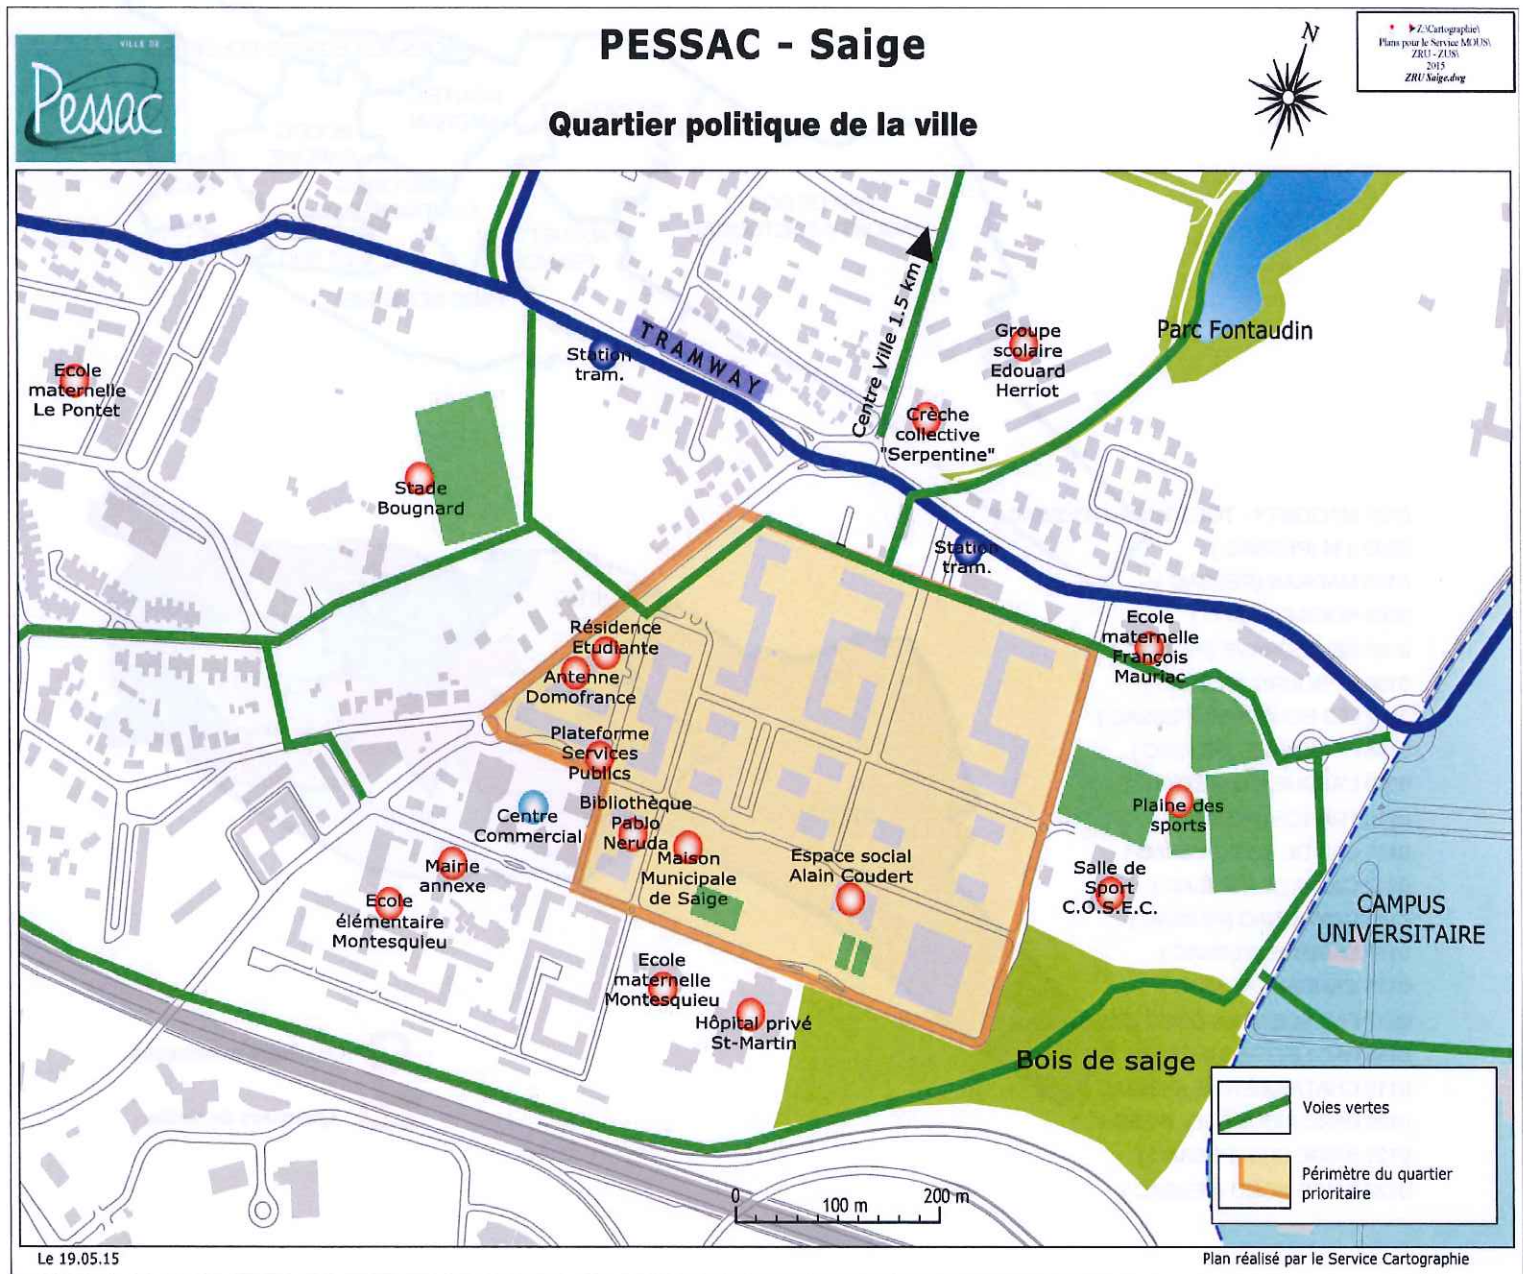 VILLE DE
Pessac
PESSAC - Saige
Quartier politique de la ville
N
Z:\Cartographie\
Plans pour le Service MOUS\
ZRU - ZUS\
2015
ZRU Saige.dwg
TRAMWAY
Station
tram.
Centre Ville 1.5 km
Groupe
scolaire
Edouard
Herriot
Parc Fontaudin
Ecole
maternelle
Le Pontet
Crèche
collective
"Serpentine"
Stade
Bougnard
Station
tram.
Ecole
maternelle
François
Mauriac
Résidence
Etudiante
Antenne
Domofrance
Plateforme
Services
Publics
Centre
Commercial
Bibliothèque
Pablo
Neruda
Maison
Municipale
de Saige
Espace social
Alain Coudert
Plaine des
sports
Salle de
Sport
C.O.S.E.C.
Mairie
annexe
Ecole
élémentaire
Montesquieu
CAMPUS
UNIVERSITAIRE
Ecole
maternelle
Montesquieu
Hôpital privé
St-Martin
Bois de saige
Voies vertes
Périmètre du quartier
prioritaire
0 100 m 200 m
Le 19.05.15
Plan réalisé par le Service Cartographie